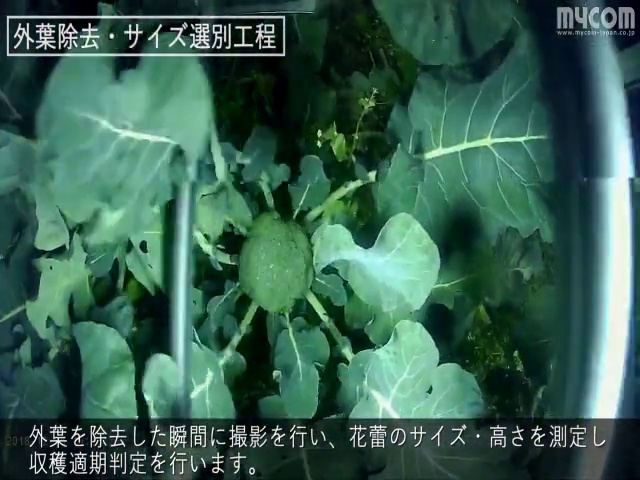 外葉除去・サイズ選別工程
mycom
www.mycom-japan.co.jp
外葉を除去した瞬間に撮影を行い、花蕾のサイズ・高さを測定し
収穫適期判定を行います。